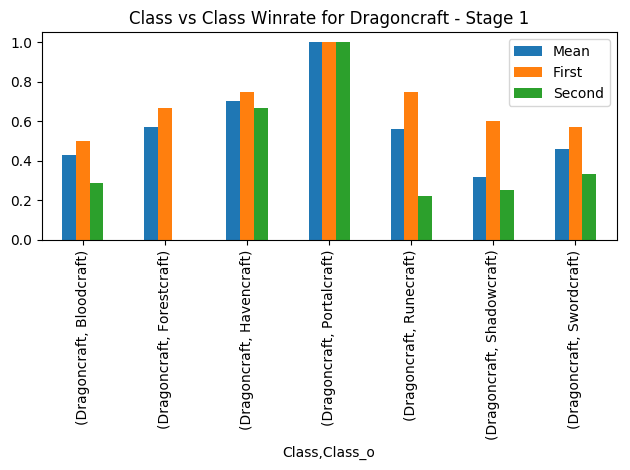 Class vs Class Winrate for Dragoncraft - Stage 1
1.0
0.8
0.6
0.4
0.2
0.0
Mean
First
Second
(Dragoncraft, Bloodcraft)
(Dragoncraft, Forestcraft)
(Dragoncraft, Havencraft)
(Dragoncraft, Portalcraft)
(Dragoncraft, Runecraft)
(Dragoncraft, Shadowcraft)
(Dragoncraft, Swordcraft)
Class,Class_o